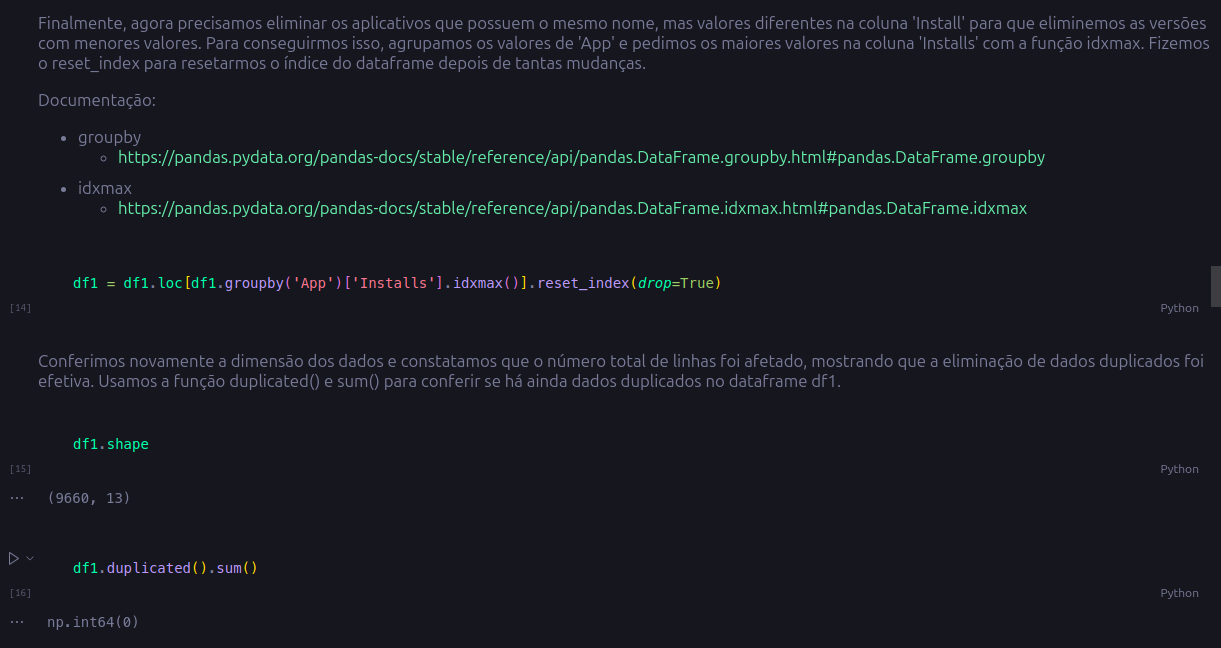 Finalmente, agora precisamos eliminar os aplicativos que possuem o mesmo nome, mas valores diferentes na coluna 'Install' para que eliminemos as versões
com menores valores. Para conseguirmos isso, agrupamos os valores de 'App' e pedimos os maiores valores na coluna 'Installs' com a função idxmax. Fizemos
o reset_index para resetarmos o índice do dataframe depois de tantas mudanças.
Documentação:
groupby
https://pandas.pydata.org/pandas-docs/stable/reference/api/pandas.DataFrame.groupby.html#pandas.DataFrame.groupby
idxmax
https://pandas.pydata.org/pandas-docs/stable/reference/api/pandas.DataFrame.idxmax.html#pandas.DataFrame.idxmax
df1 = df1.loc[df1.groupby('App')['Installs'].idxmax()].reset_index(drop=True)
[14] Python
Conferimos novamente a dimensão dos dados e constatamos que o número total de linhas foi afetado, mostrando que a eliminação de dados duplicados foi
efetiva. Usamos a função duplicated() e sum() para conferir se há ainda dados duplicados no dataframe df1.
df1.shape
[15] Python
... (9660, 13)
df1.duplicated().sum()
[16] Python
... np.int64(0)